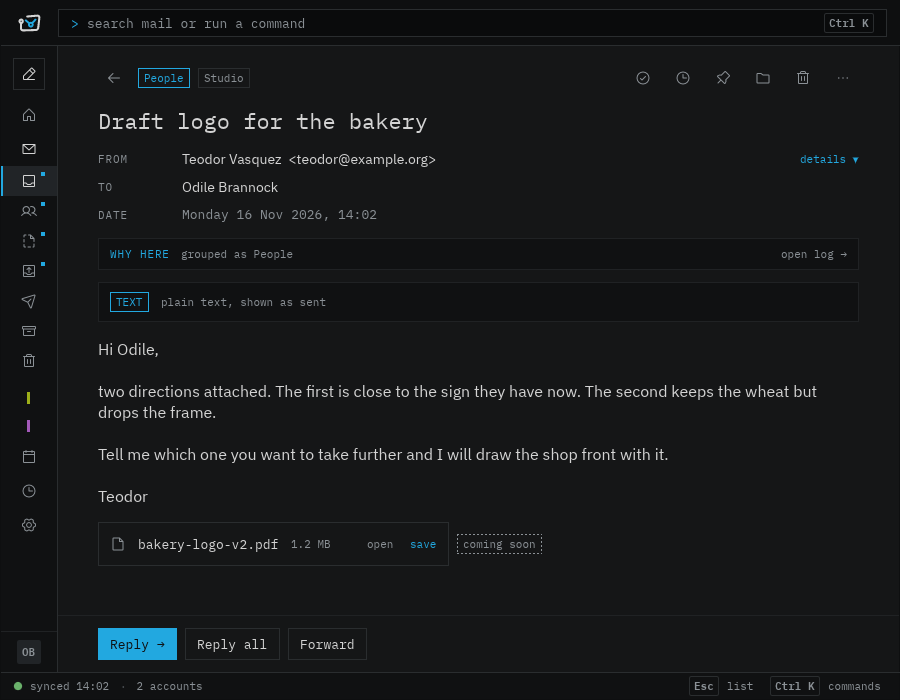 > search mail or run a command Ctrl K
People Studio
Draft logo for the bakery
FROM Teodor Vasquez <teodor@example.org> details ▾
TO Odile Brannock
DATE Monday 16 Nov 2026, 14:02
WHY HERE grouped as People open log →
TEXT plain text, shown as sent
Hi Odile,
two directions attached. The first is close to the sign they have now. The second keeps the wheat but
drops the frame.
Tell me which one you want to take further and I will draw the shop front with it.
Teodor
bakery-logo-v2.pdf 1.2 MB open save coming soon
Reply → Reply all Forward
OB
synced 14:02 · 2 accounts Esc list Ctrl K commands